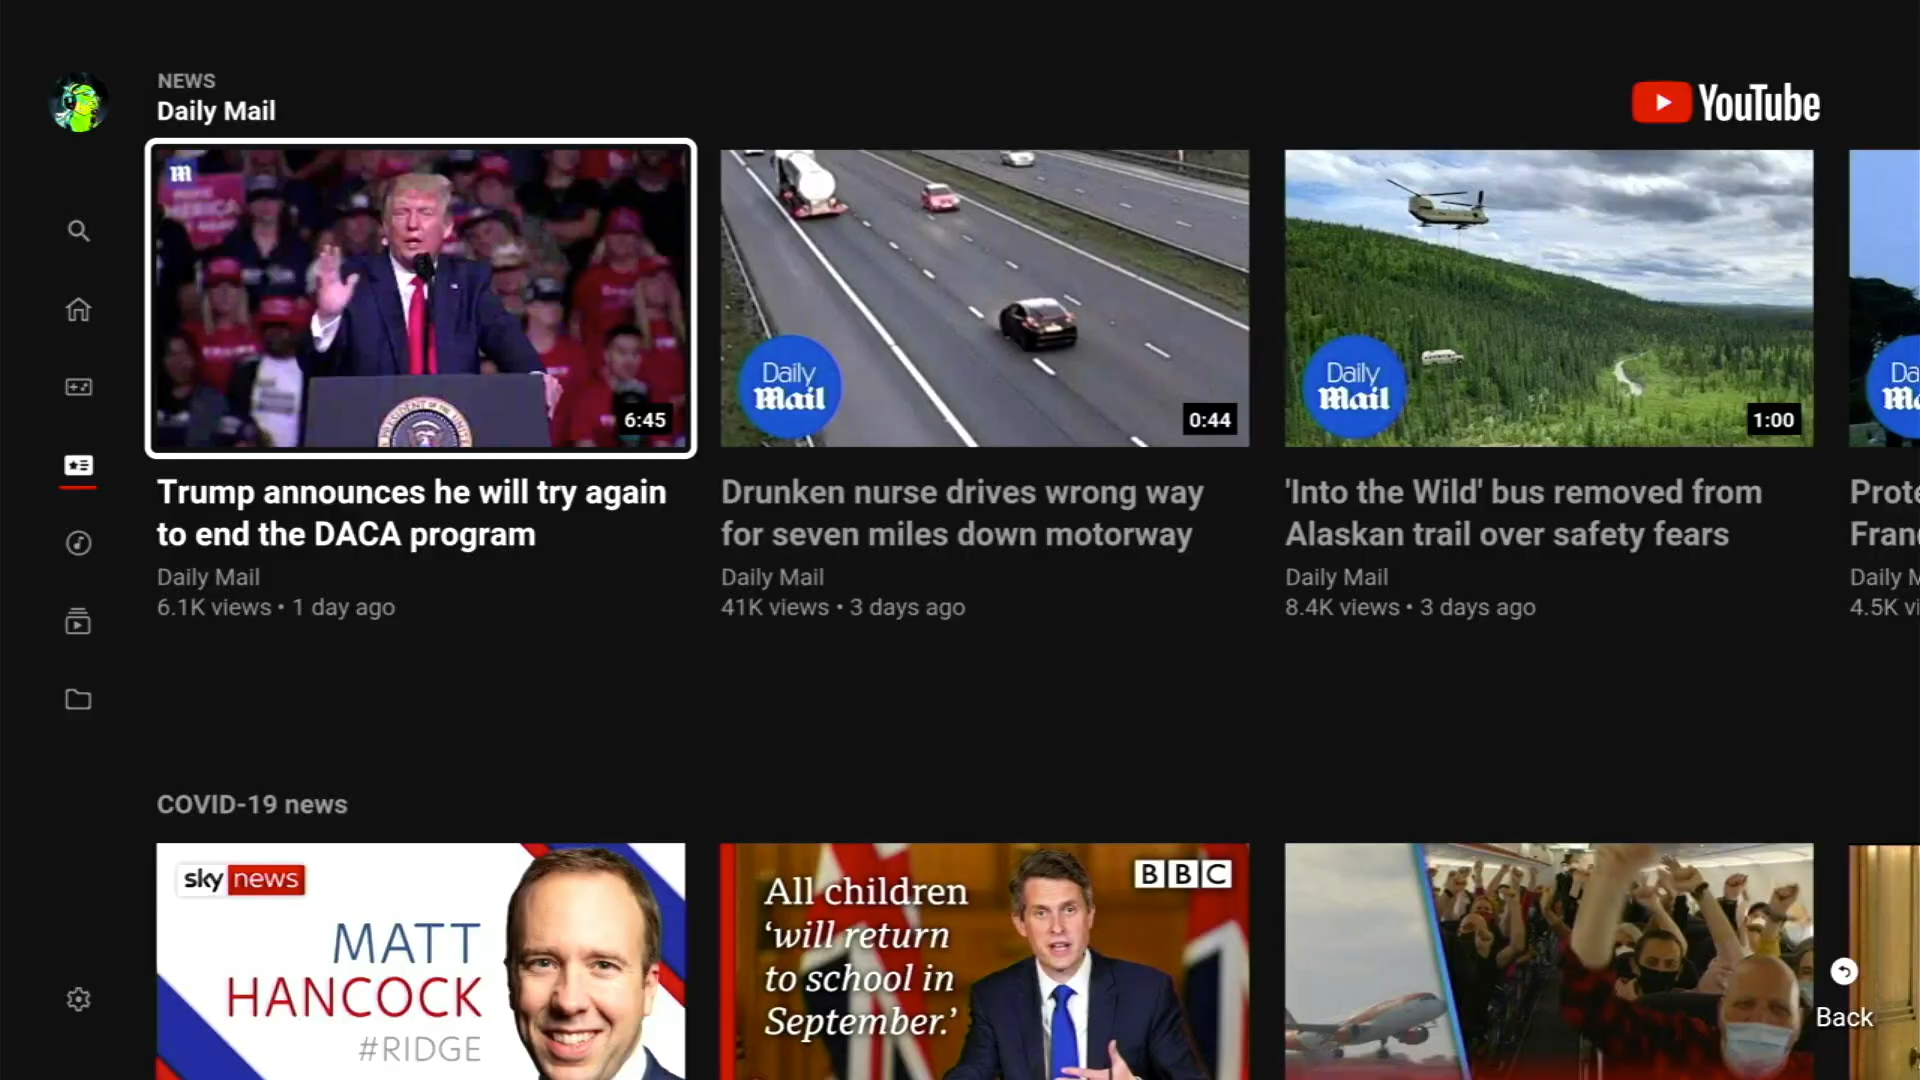 NEWS
Daily Mail
YouTube
M
6:45
Daily
Mail
0:44
Daily
Mail
1:00
Trump announces he will try again
to end the DACA program
Daily Mail
6.1K views • 1 day ago
Drunken nurse drives wrong way
for seven miles down motorway
Daily Mail
41K views • 3 days ago
'Into the Wild' bus removed from
Alaskan trail over safety fears
Daily Mail
8.4K views • 3 days ago
COVID-19 news
sky news
MATT
HANCOCK
#RIDGE
BBC
All children
‘will return
to school in
September.’
Back